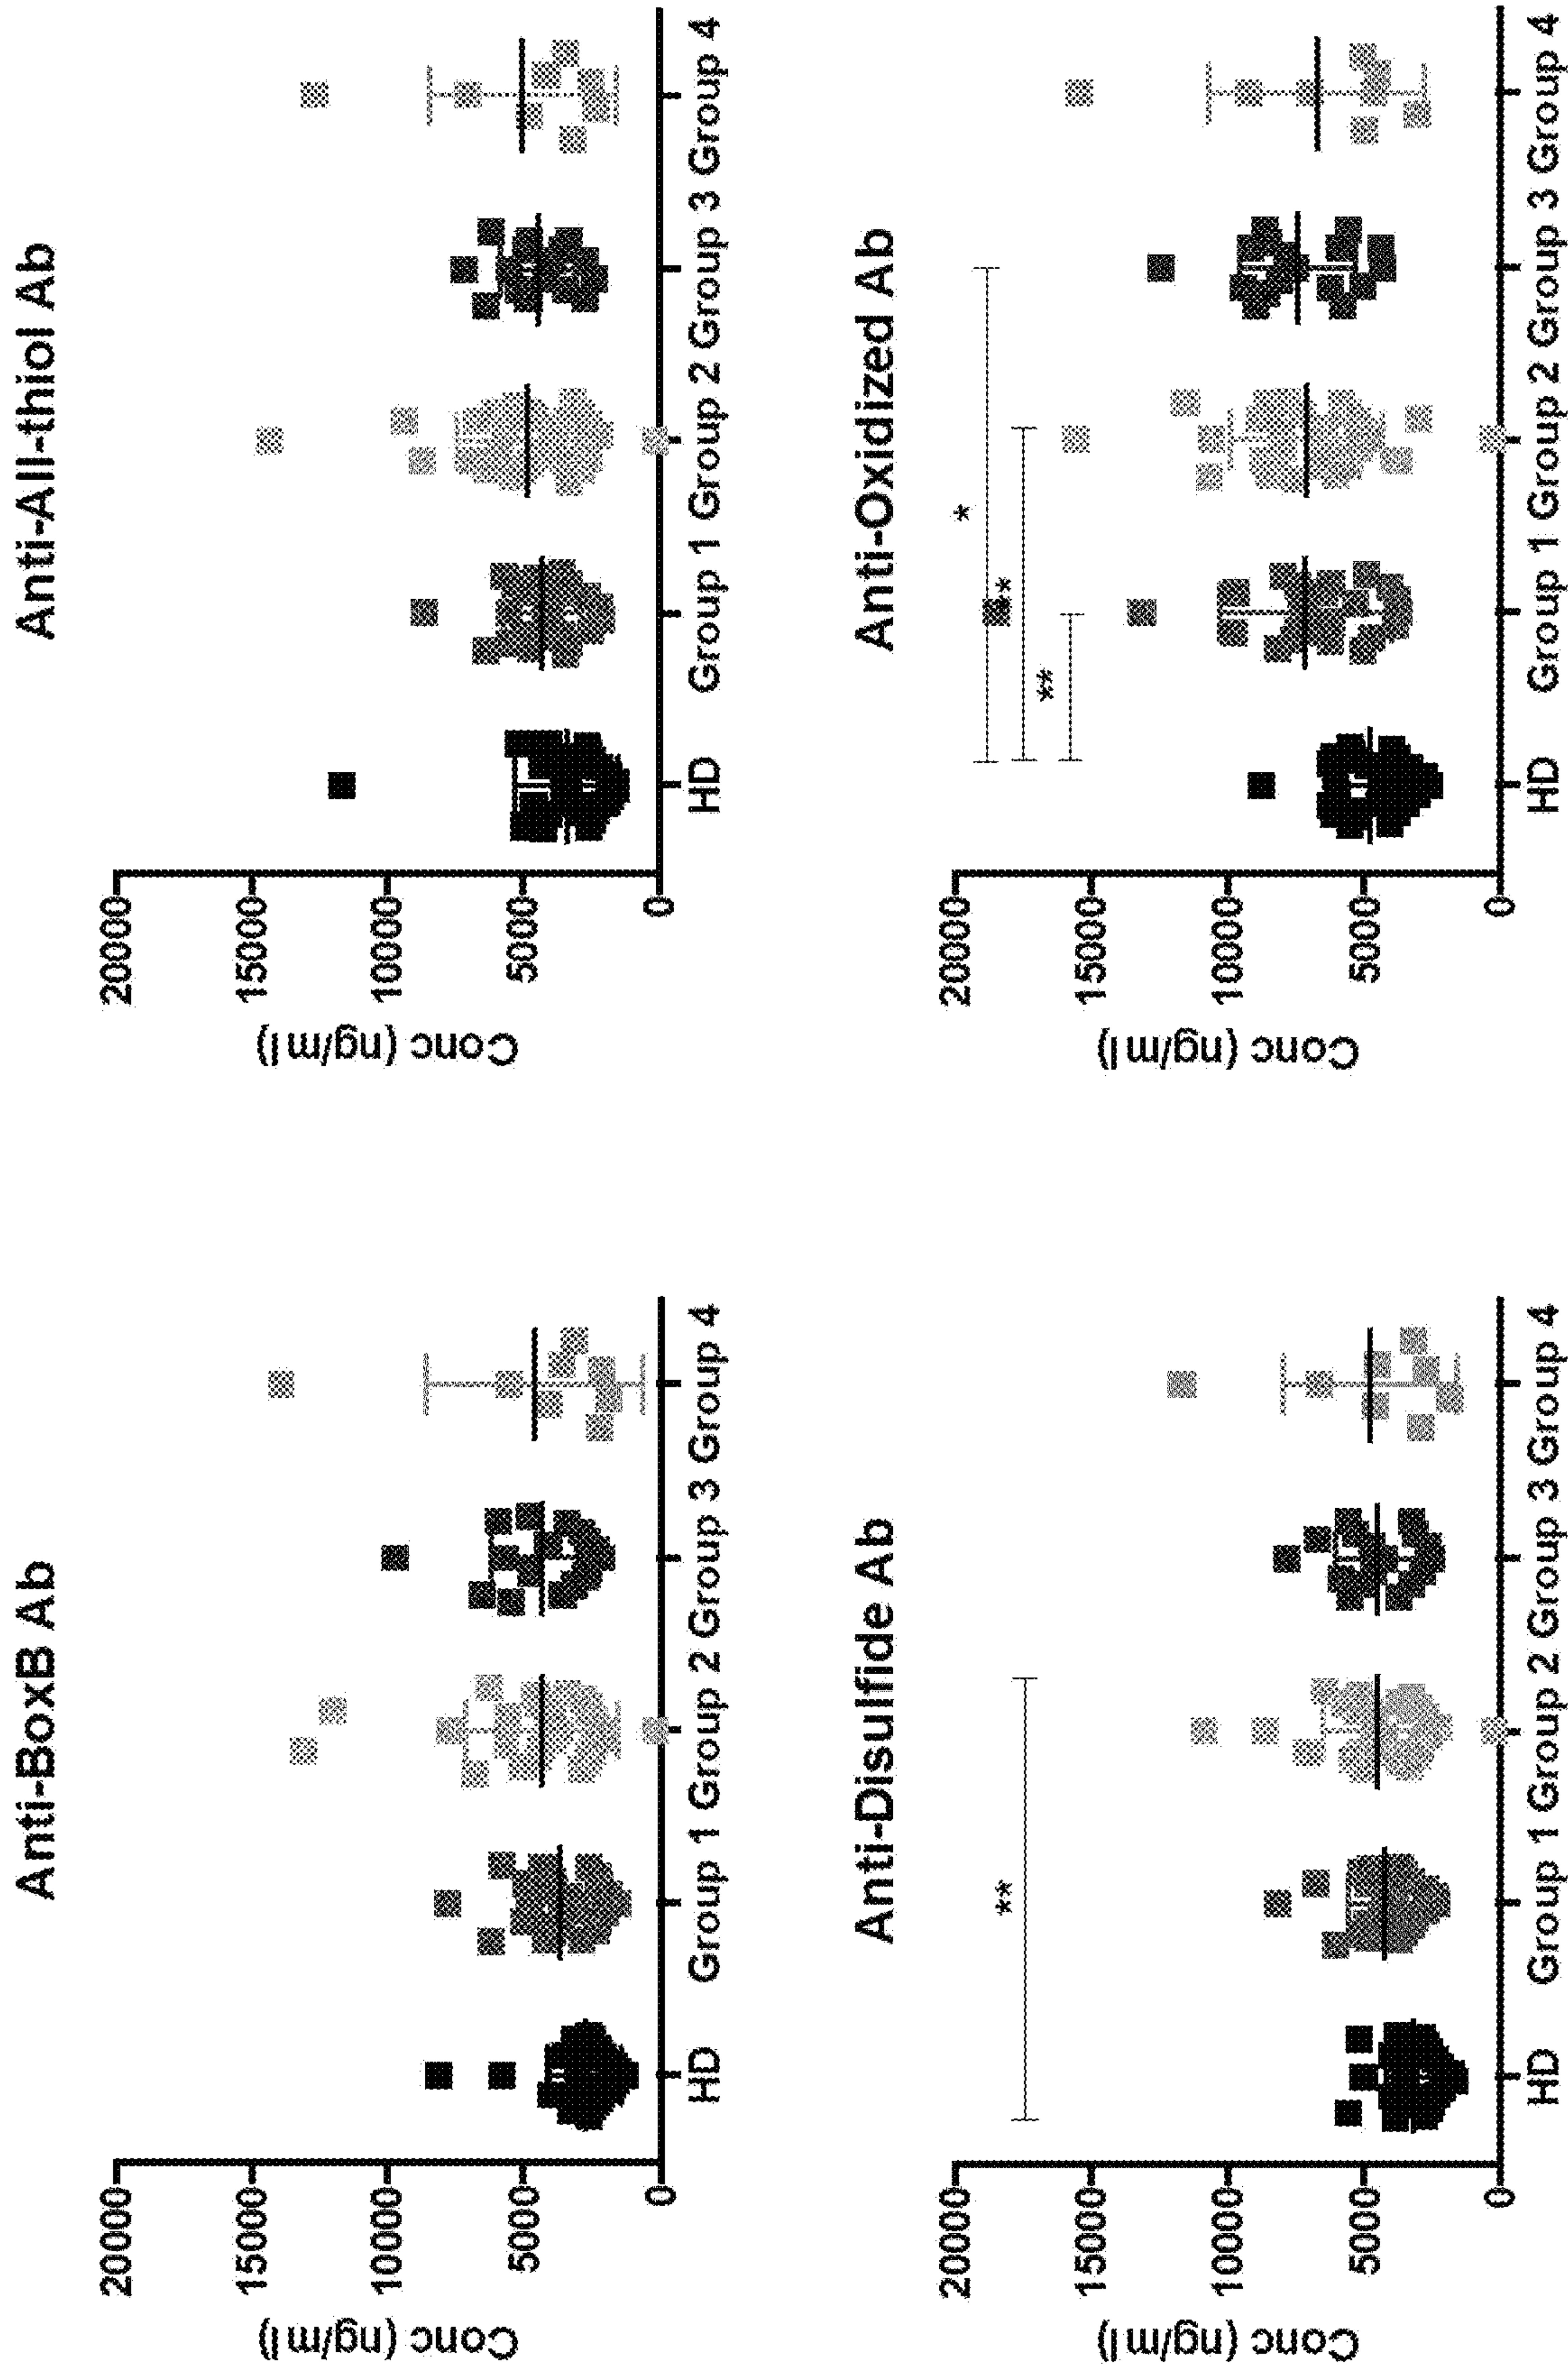 Anti-BoxB Ab
Conc (ng/ml)
20000
15000
10000
5000
0
HD Group 1 Group 2 Group 3 Group 4
Anti-All-thiol Ab
Conc (ng/ml)
20000
15000
10000
5000
0
HD Group 1 Group 2 Group 3 Group 4
Anti-Disulfide Ab
**
Conc (ng/ml)
20000
15000
10000
5000
0
HD Group 1 Group 2 Group 3 Group 4
Anti-Oxidized Ab
*
*
**
Conc (ng/ml)
20000
15000
10000
5000
0
HD Group 1 Group 2 Group 3 Group 4